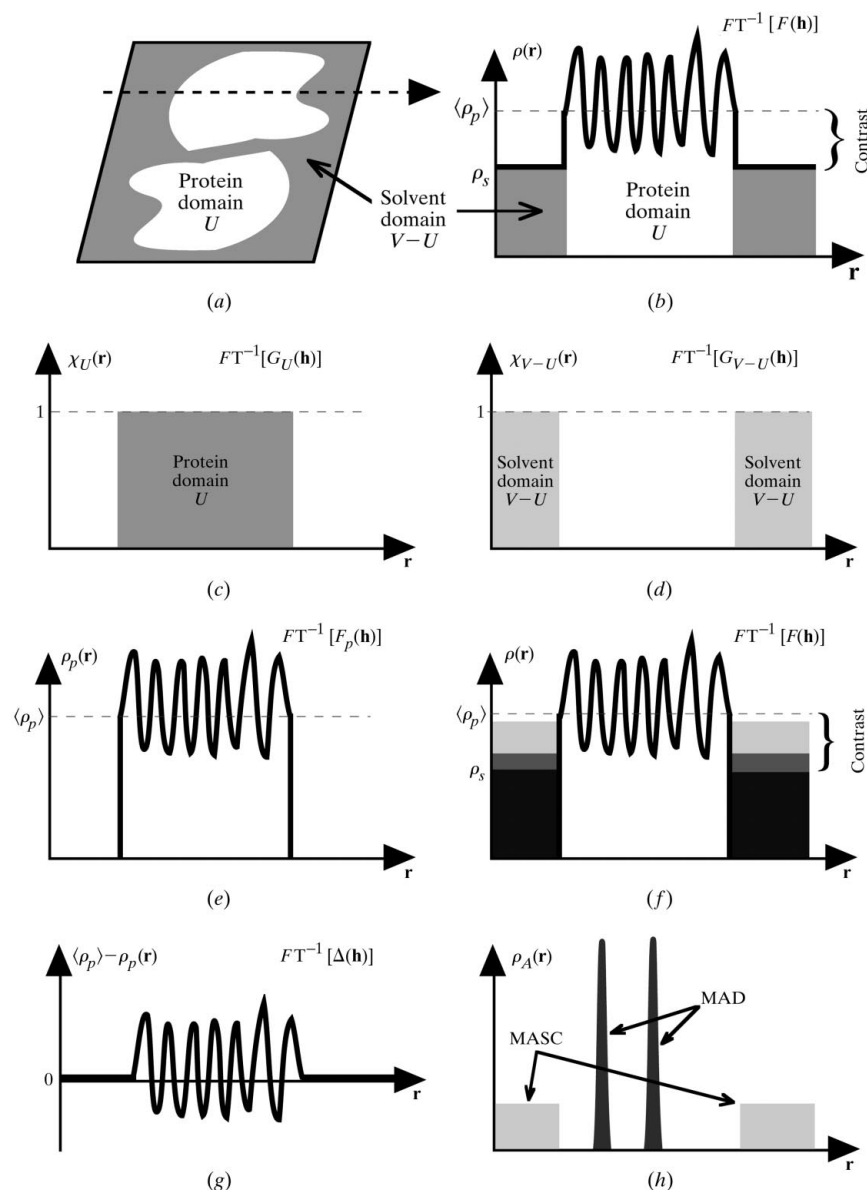 Protein
domain
U
Solvent
domain
V−U
(a)
FT⁻¹ [F(h)]
ρ(r)
⟨ρp⟩
Contrast
ρs
Protein
domain
U
r
(b)
χU(r)
FT⁻¹[GU(h)]
1
Protein
domain
U
r
(c)
χV−U(r)
FT⁻¹[GV−U(h)]
1
Solvent
domain
V−U
Solvent
domain
V−U
r
(d)
FT⁻¹ [Fp(h)]
ρp(r)
⟨ρp⟩
r
(e)
FT⁻¹ [F(h)]
ρ(r)
⟨ρp⟩
Contrast
ρs
r
(f)
⟨ρp⟩−ρp(r)
FT⁻¹ [Δ(h)]
0
r
(g)
ρA(r)
MAD
MASC
r
(h)